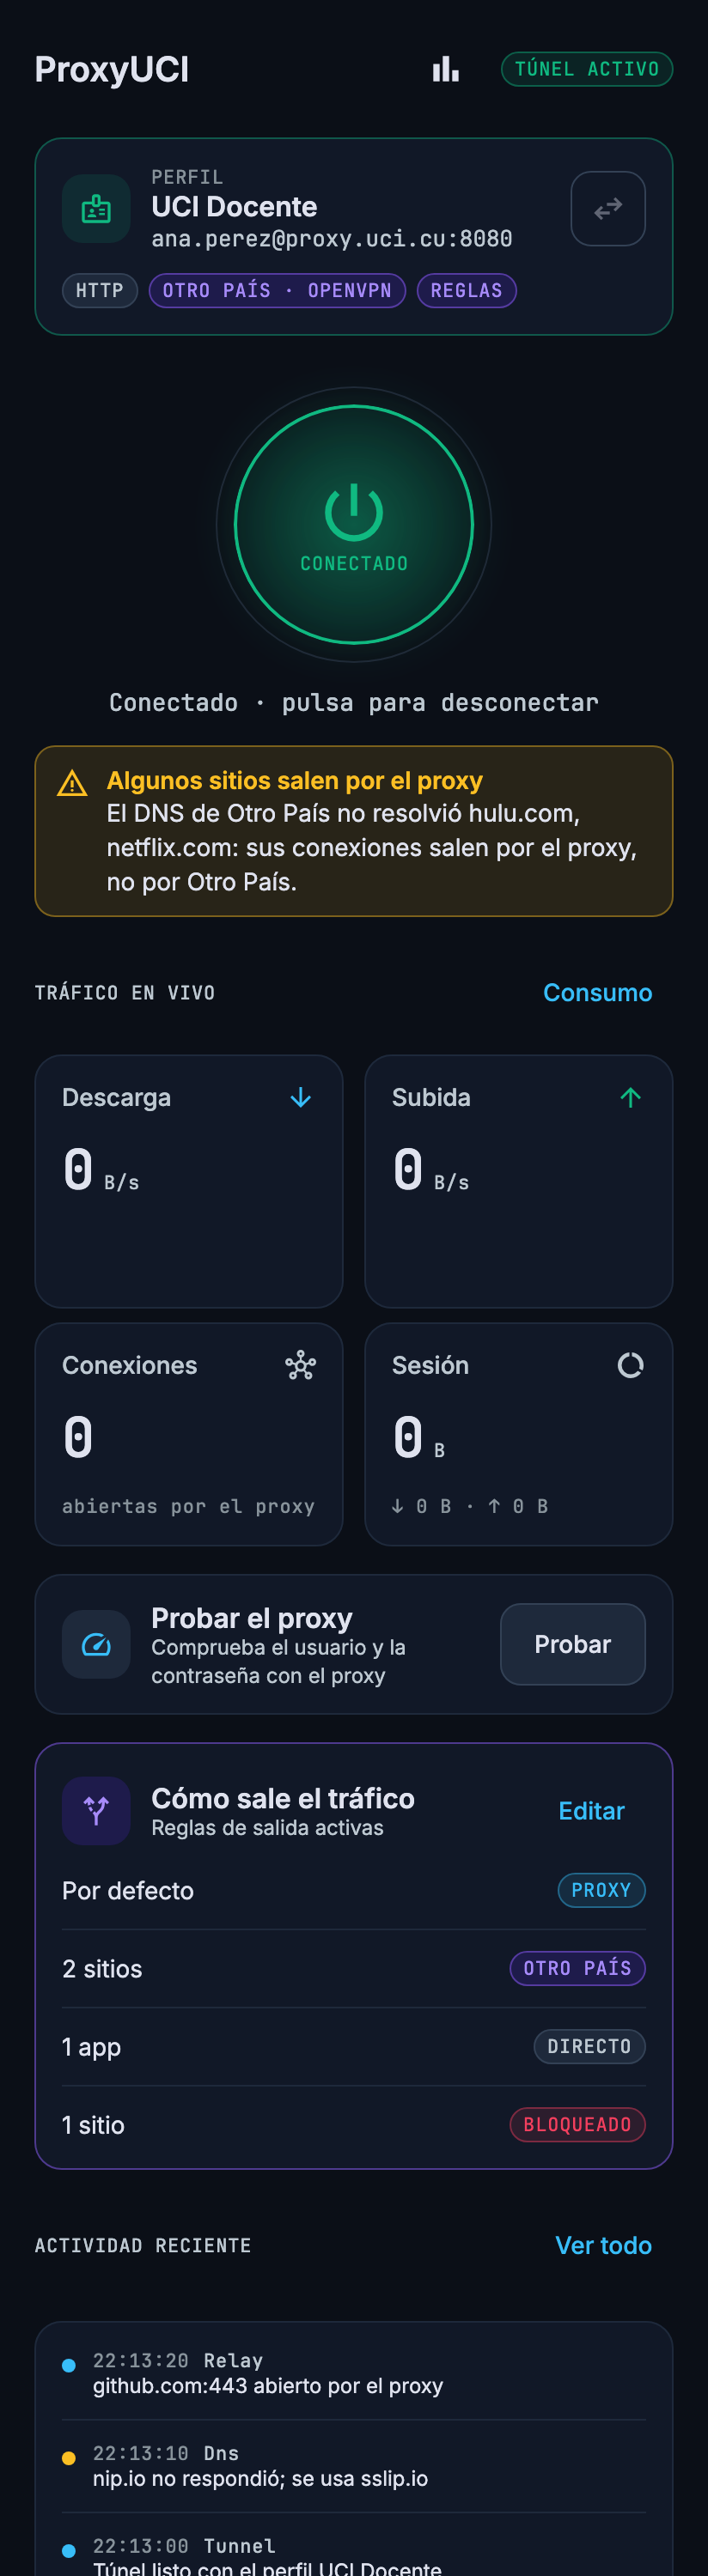 ProxyUCI
TÚNEL ACTIVO
PERFIL
UCI Docente
ana.perez@proxy.uci.cu:8080
HTTP
OTRO PAÍS · OPENVPN
REGLAS
CONECTADO
Conectado · pulsa para desconectar
Algunos sitios salen por el proxy
El DNS de Otro País no resolvió hulu.com,
netflix.com: sus conexiones salen por el proxy,
no por Otro País.
TRÁFICO EN VIVO
Consumo
Descarga
0 B/s
Subida
0 B/s
Conexiones
0
abiertas por el proxy
Sesión
0 B
↓ 0 B · ↑ 0 B
Probar el proxy
Comprueba el usuario y la
contraseña con el proxy
Probar
Cómo sale el tráfico
Reglas de salida activas
Editar
Por defecto
PROXY
2 sitios
OTRO PAÍS
1 app
DIRECTO
1 sitio
BLOQUEADO
ACTIVIDAD RECIENTE
Ver todo
22:13:20 Relay
github.com:443 abierto por el proxy
22:13:10 Dns
nip.io no respondió; se usa sslip.io
22:13:00 Tunnel
Túnel listo con el perfil UCI Docente